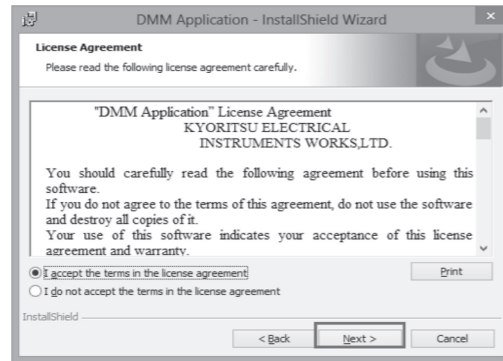 DMM Application - InstallShield Wizard
License Agreement
Please read the following license agreement carefully.
"DMM Application" License Agreement
KYORITSU ELECTRICAL
INSTRUMENTS WORKS,LTD.
You should carefully read the following agreement before using this
software.
If you do not agree to the terms of this agreement, do not use the software
and destroy all copies of it.
Your use of this software indicates your acceptance of this license
agreement and warranty.
I accept the terms in the license agreement
Print
I do not accept the terms in the license agreement
InstallShield
< Back
Next >
Cancel